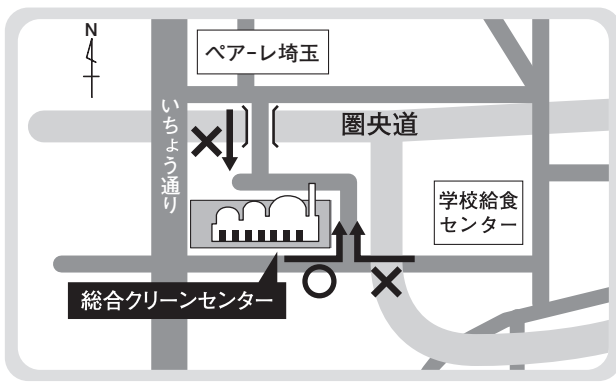 N
ペアーレ埼玉
いちょう通り
圏央道
学校給食
センター
総合クリーンセンター